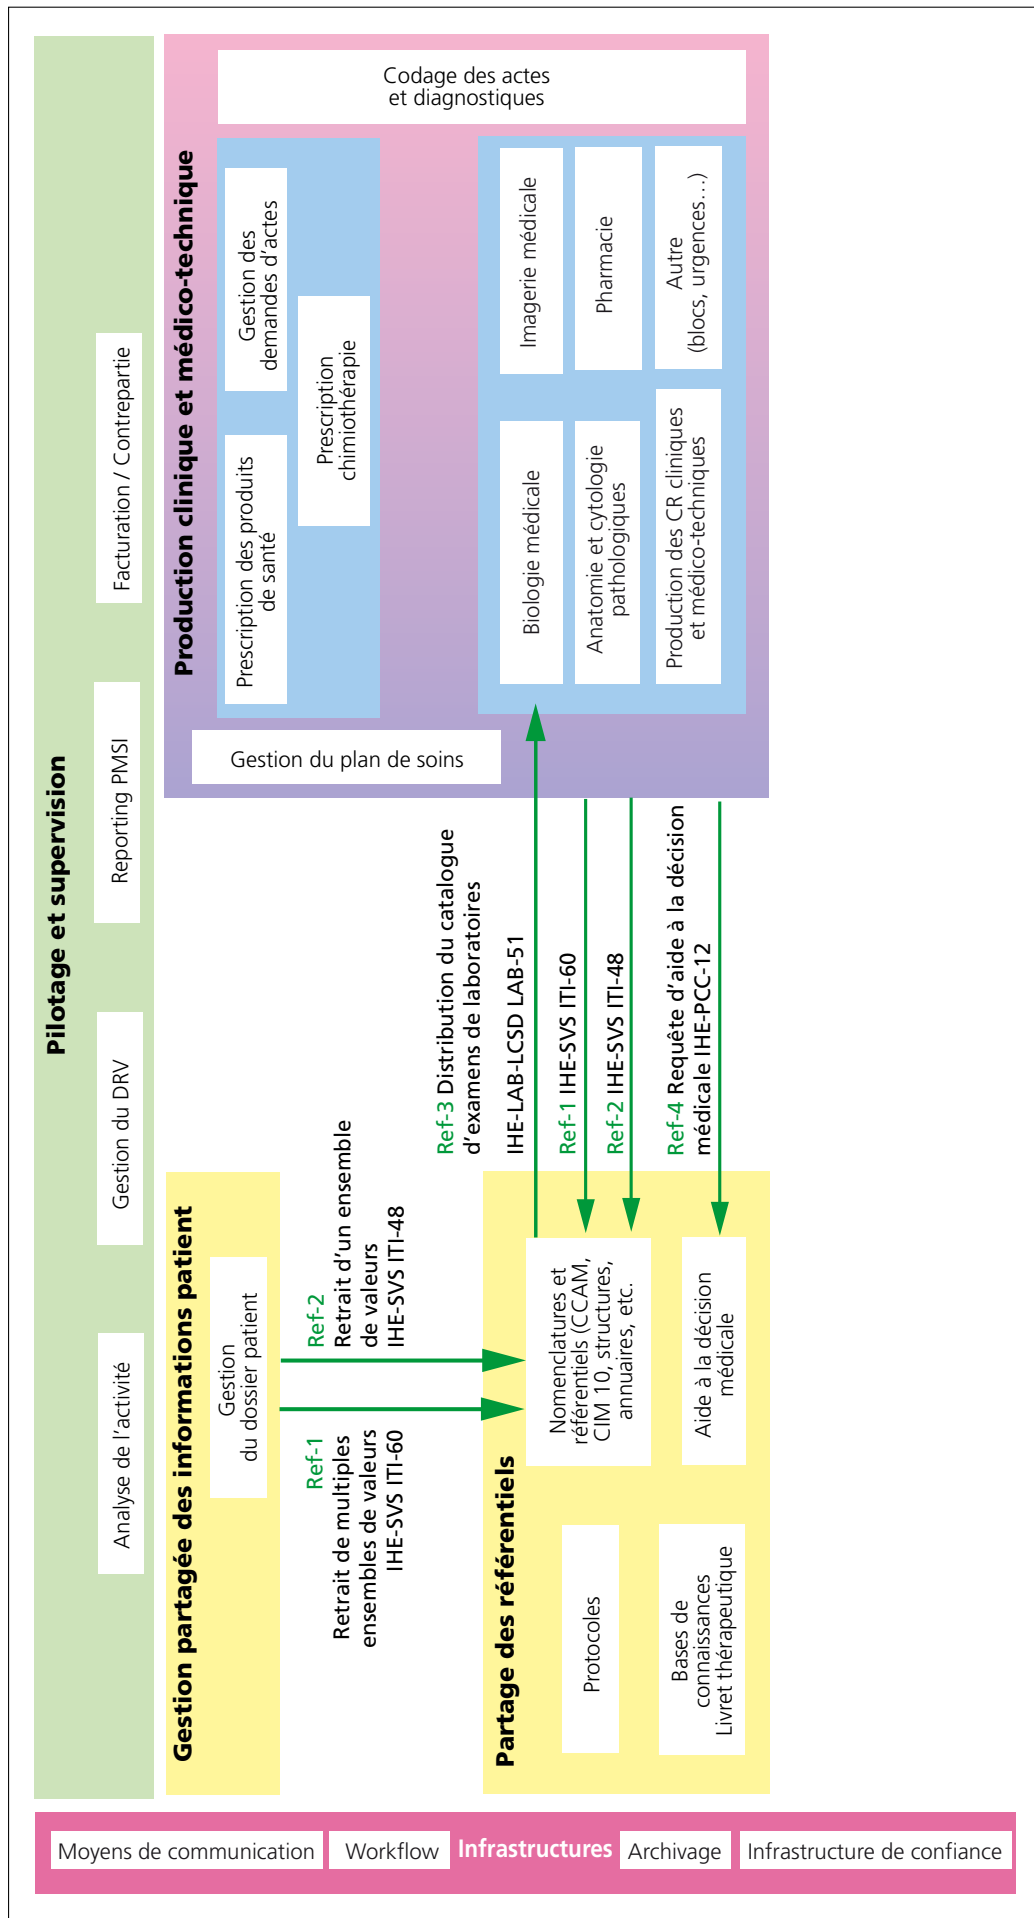 Pilotage et supervision
Analyse de l'activité
Gestion du DRV
Reporting PMSI
Facturation / Contrepartie
Gestion partagée des informations patient
Gestion
du dossier patient
Ref-1
Retrait de multiples
ensembles de valeurs
IHE-SVS ITI-60
Ref-2
Retrait d'un ensemble
de valeurs
IHE-SVS ITI-48
Partage des référentiels
Protocoles
Bases de
connaissances
Livret thérapeutique
Nomenclatures et
référentiels (CCAM,
CIM 10, structures,
annuaires, etc.
Aide à la décision
médicale
Ref-3 Distribution du catalogue
d'examens de laboratoires
IHE-LAB-LCSD LAB-51
Ref-1 IHE-SVS ITI-60
Ref-2 IHE-SVS ITI-48
Ref-4 Requête d'aide à la décision
médicale IHE-PCC-12
Production clinique et médico-technique
Gestion du plan de soins
Prescription des produits
de santé
Gestion des
demandes d'actes
Prescription
chimiothérapie
Biologie médicale
Imagerie médicale
Anatomie et cytologie
pathologiques
Pharmacie
Production des CR cliniques
et médico-techniques
Autre
(blocs, urgences…)
Codage des actes
et diagnostiques
Moyens de communication
Workflow
Infrastructures
Archivage
Infrastructure de confiance